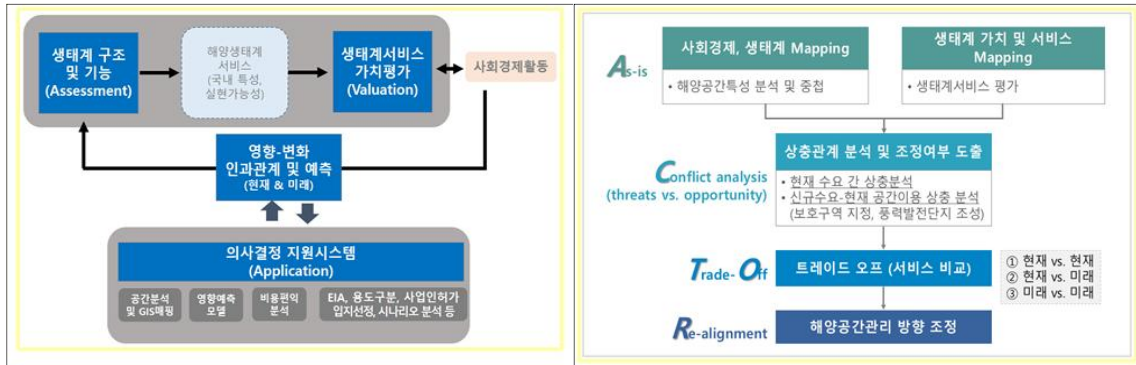 생태계 구조
및 기능
(Assessment)
해양생태계
서비스
(국내 특성,
실현가능성)
생태계서비스
가치평가
(Valuation)
사회경제활동
영향-변화
인과관계 및 예측
(현재 & 미래)
의사결정 지원시스템
(Application)
공간분석
및 GIS매핑
영향예측
모델
비용편익
분석
EIA, 용도구분, 사업인허가
입지선정, 시나리오 분석 등
As-is
사회경제, 생태계 Mapping
• 해양공간특성 분석 및 중첩
생태계 가치 및 서비스
Mapping
• 생태계서비스 평가
Conflict analysis
(threats vs. opportunity)
상충관계 분석 및 조정여부 도출
• 현재 수요 간 상충분석
• 신규수요-현재 공간이용 상충 분석
(보호구역 지정, 풍력발전단지 조성)
Trade-Off
트레이드 오프 (서비스 비교)
① 현재 vs. 현재
② 현재 vs. 미래
③ 미래 vs. 미래
Re-alignment
해양공간관리 방향 조정